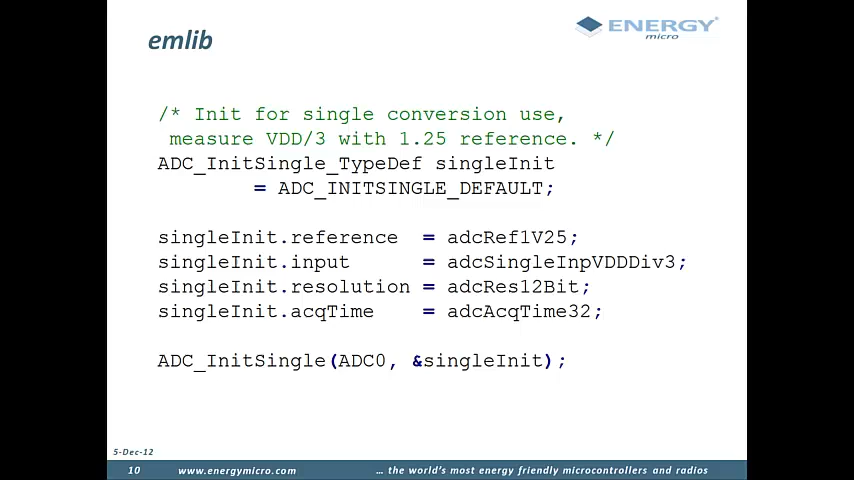 emlib
ENERGY®
micro
/* Init for single conversion use,
measure VDD/3 with 1.25 reference. */
ADC_InitSingle_TypeDef singleInit
= ADC_INITSINGLE_DEFAULT;
singleInit.reference = adcRef1V25;
singleInit.input = adcSingleInpVDDDiv3;
singleInit.resolution = adcRes12Bit;
singleInit.acqTime = adcAcqTime32;
ADC_InitSingle(ADC0, &singleInit);
5-Dec-12
10 www.energymicro.com ... the world's most energy friendly microcontrollers and radios